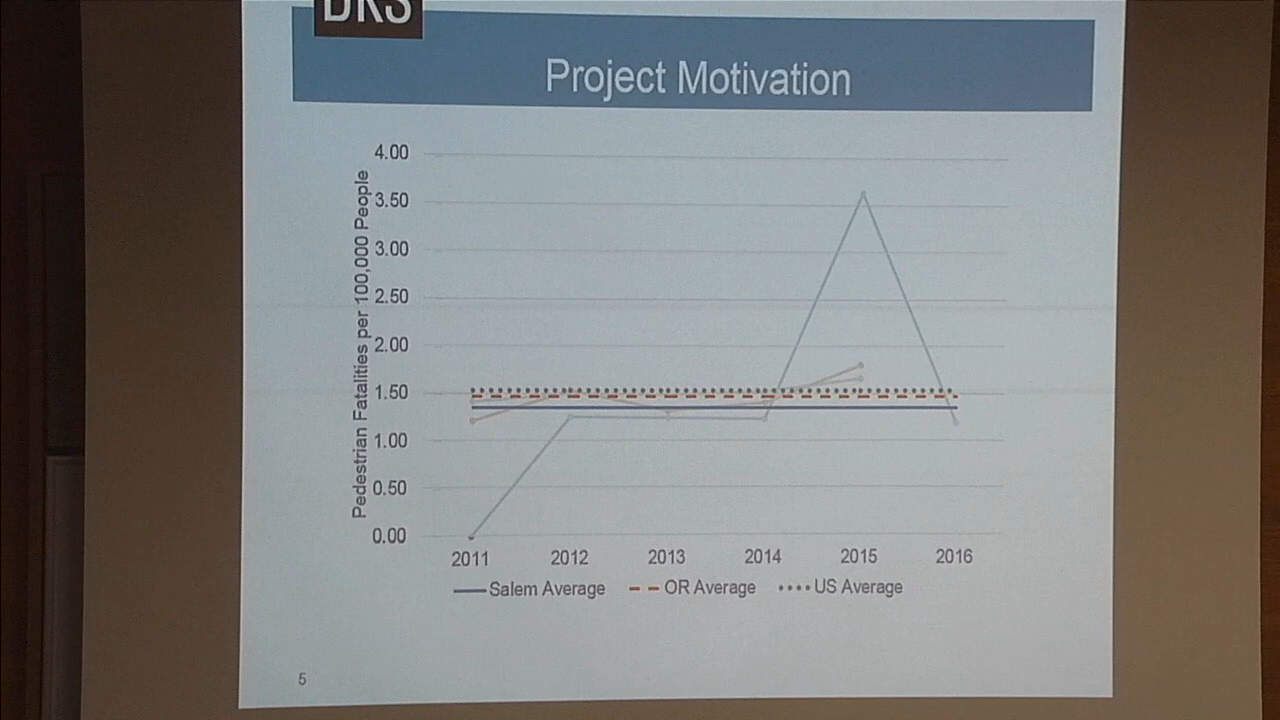 DKS
Project Motivation
Pedestrian Fatalities per 100,000 People
4.00
3.50
3.00
2.50
2.00
1.50
1.00
0.50
0.00
2011 2012 2013 2014 2015 2016
Salem Average OR Average US Average
5